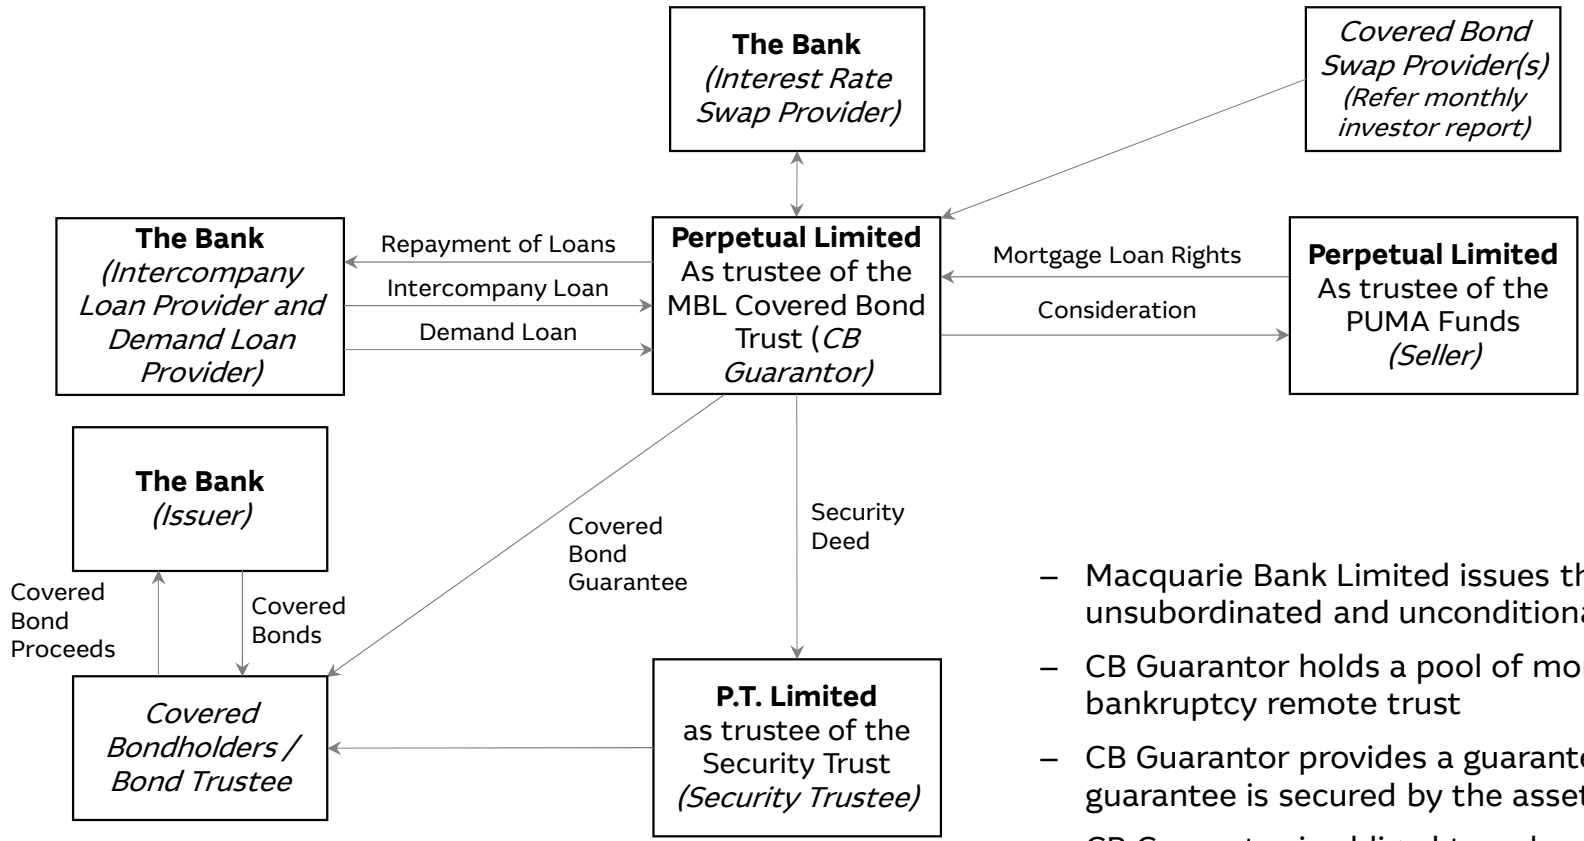 The Bank
(Interest Rate
Swap Provider)
Covered Bond
Swap Provider(s)
(Refer monthly
investor report)
The Bank
(Intercompany
Loan Provider and
Demand Loan
Provider)
Repayment of Loans
Intercompany Loan
Demand Loan
Perpetual Limited
As trustee of the
MBL Covered Bond
Trust (CB
Guarantor)
Mortgage Loan Rights
Consideration
Perpetual Limited
As trustee of the
PUMA Funds
(Seller)
The Bank
(Issuer)
Covered
Bond
Proceeds
Covered
Bonds
Covered
Bond
Guarantee
Security
Deed
Covered
Bondholders /
Bond Trustee
P.T. Limited
as trustee of the
Security Trust
(Security Trustee)
– Macquarie Bank Limited issues
unsubordinated and
– CB Guarantor holds a pool of
bankruptcy remote trust
– CB Guarantor provides a
guarantee is secured by the